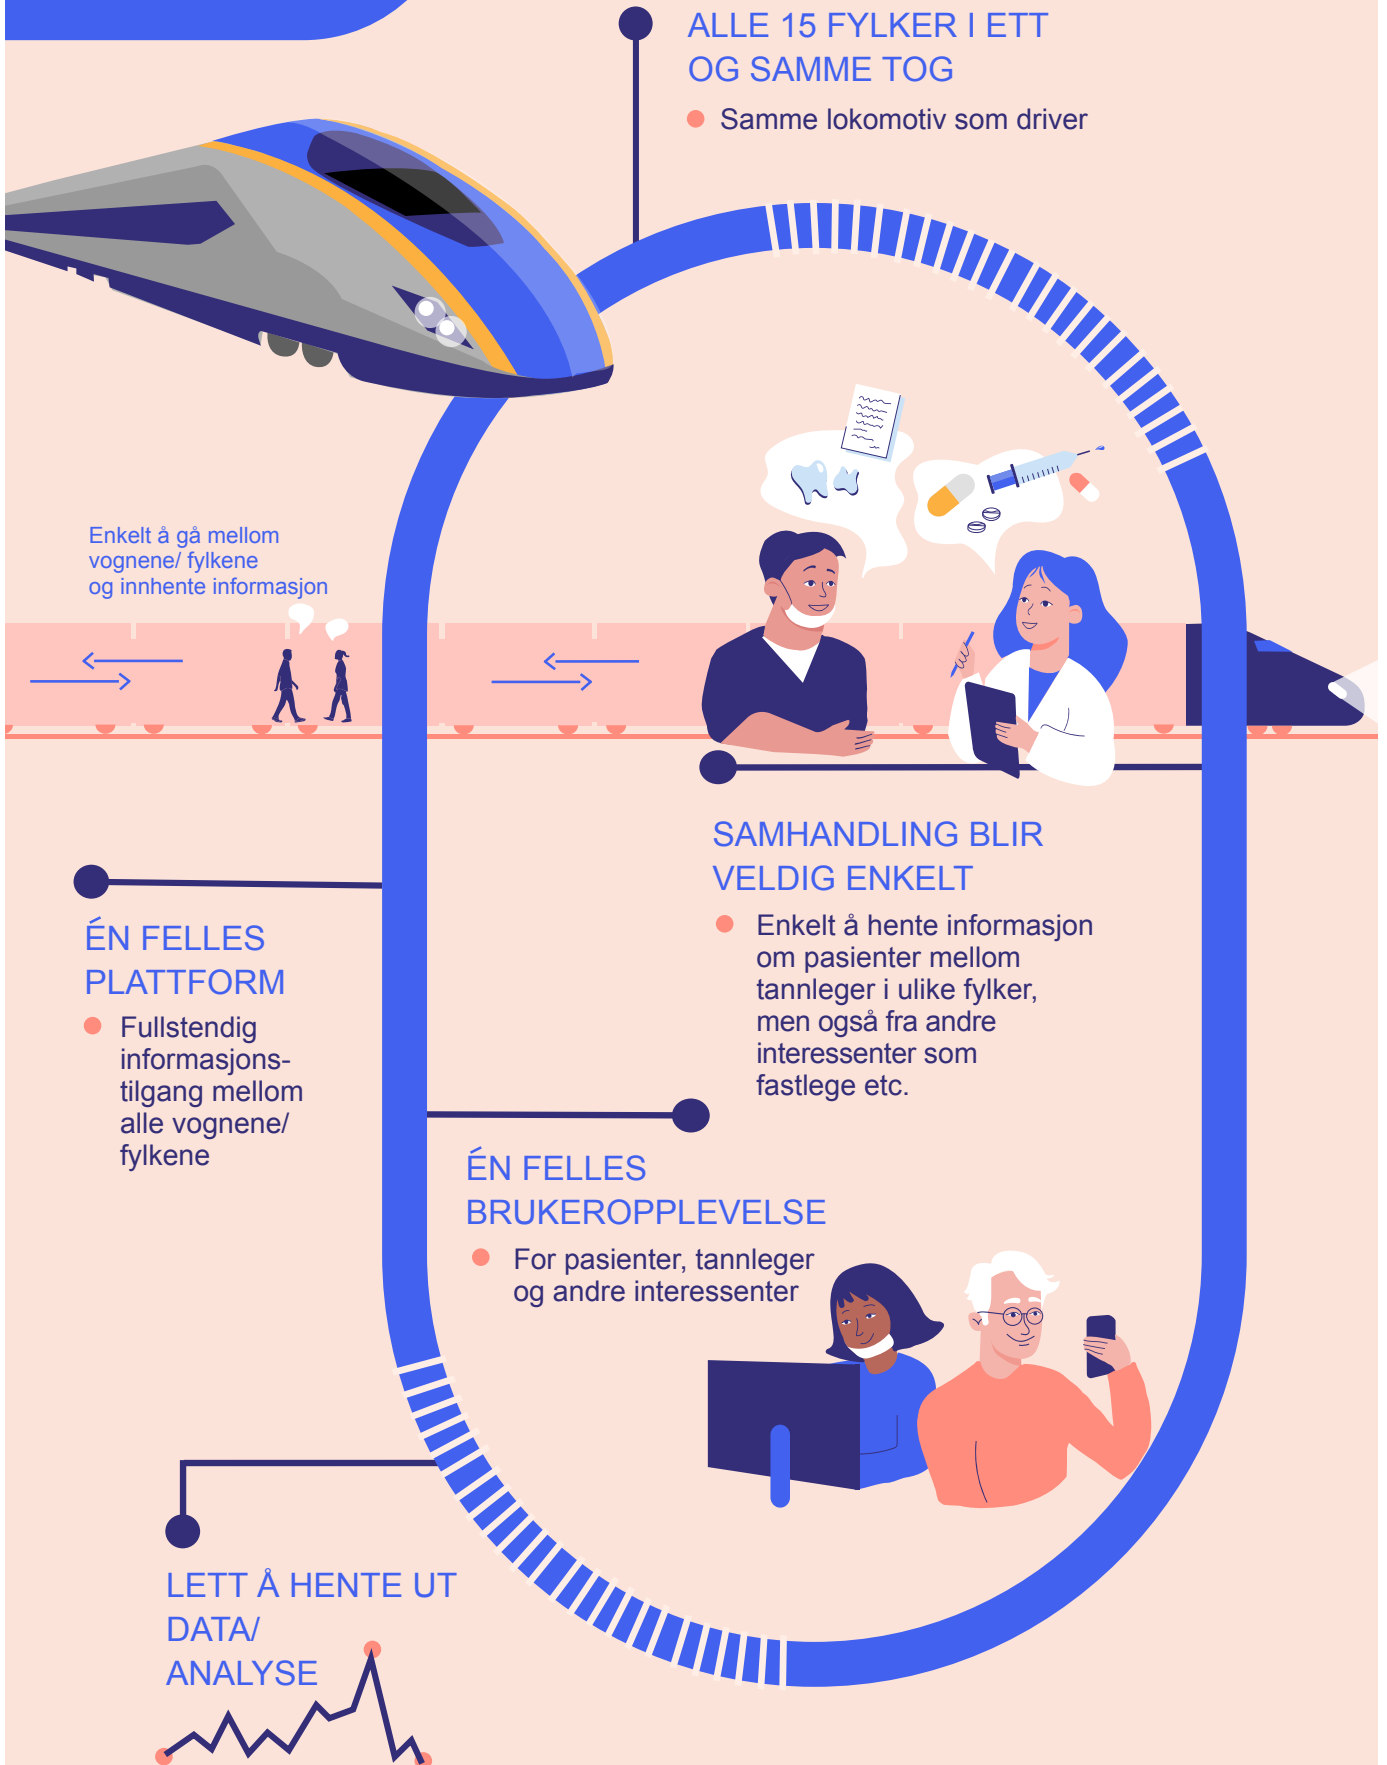 ALLE 15 FYLKER I ETT
OG SAMME TOG
Samme lokomotiv som driver
Enkelt å gå mellom
vognene/ fylkene
og innhente informasjon
SAMHANDLING BLIR
VELDIG ENKELT
Enkelt å hente informasjon
om pasienter mellom
tannleger i ulike fylker,
men også fra andre
interessenter som
fastlege etc.
ÉN FELLES
PLATTFORM
Fullstendig
informasjons-
tilgang mellom
alle vognene/
fylkene
ÉN FELLES
BRUKEROPPLEVELSE
For pasienter, tannleger
og andre interessenter
LETT Å HENTE UT
DATA/
ANALYSE